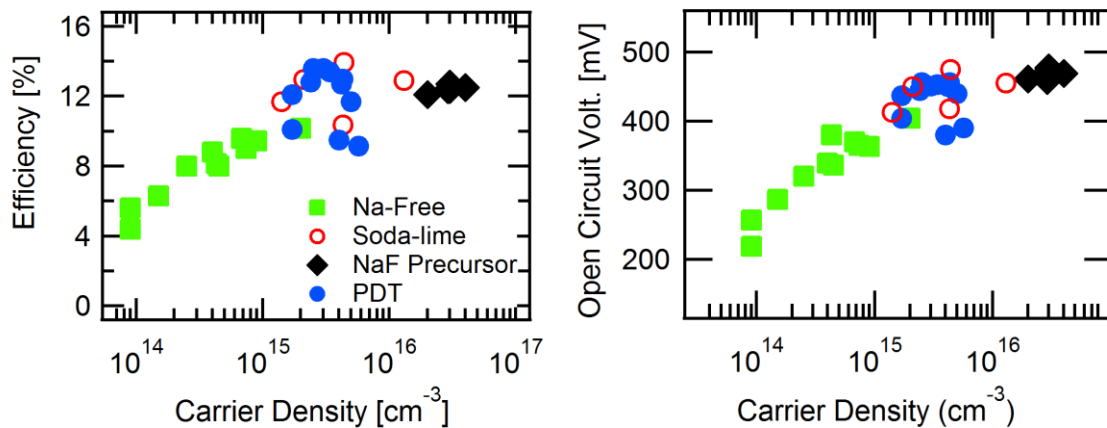 Efficiency [%]
16
12
8
4
0
Na-Free
Soda-lime
NaF Precursor
PDT
10^14
10^15
10^16
10^17
Carrier Density [cm^-3]
Open Circuit Volt. [mV]
500
400
300
200
10^14
10^15
10^16
Carrier Density (cm^-3)